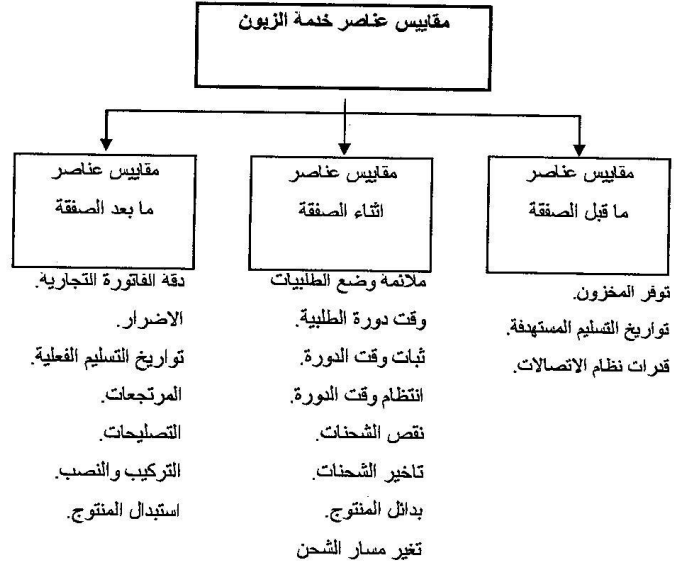 مقاييس عناصر خدمة الزبون
مقاييس عناصر
ما قبل الصفقة
توفر المخزون.
تواريخ التسليم المستهدفة.
قدرات نظام الاتصالات.
مقاييس عناصر
اثناء الصفقة
ملائمة وضع الطلبيات
وقت دورة الطلبية.
ثبات وقت الدورة.
انتظام وقت الدورة.
نقص الشحنات.
تاخير الشحنات.
بدائل المنتوج.
تغير مسار الشحن
مقاييس عناصر
ما بعد الصفقة
دقة الفاتورة التجارية.
الاضرار.
تواريخ التسليم الفعلية.
المرتجعات.
التصليحات.
التركيب والنصب.
استبدال المنتوج.